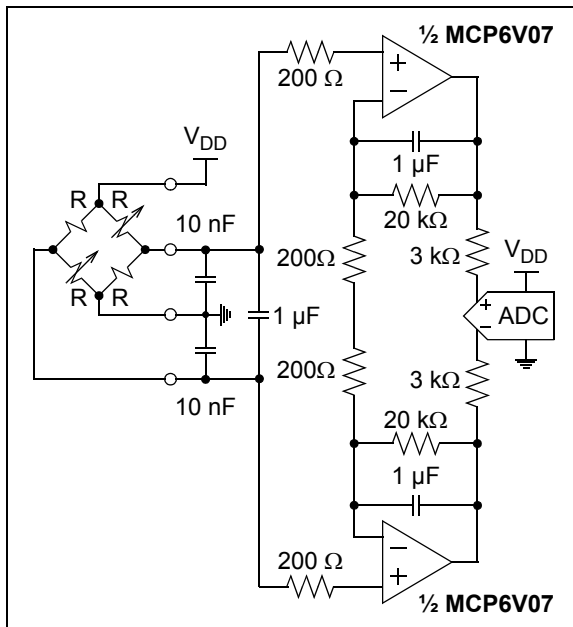 ½ MCP6V07
200 Ω
+
−
V_DD
1 µF
R R
10 nF
20 kΩ
200Ω
3 kΩ
V_DD
R R
1 µF
+
−
ADC
200Ω
3 kΩ
10 nF
20 kΩ
1 µF
200 Ω
−
+
½ MCP6V07